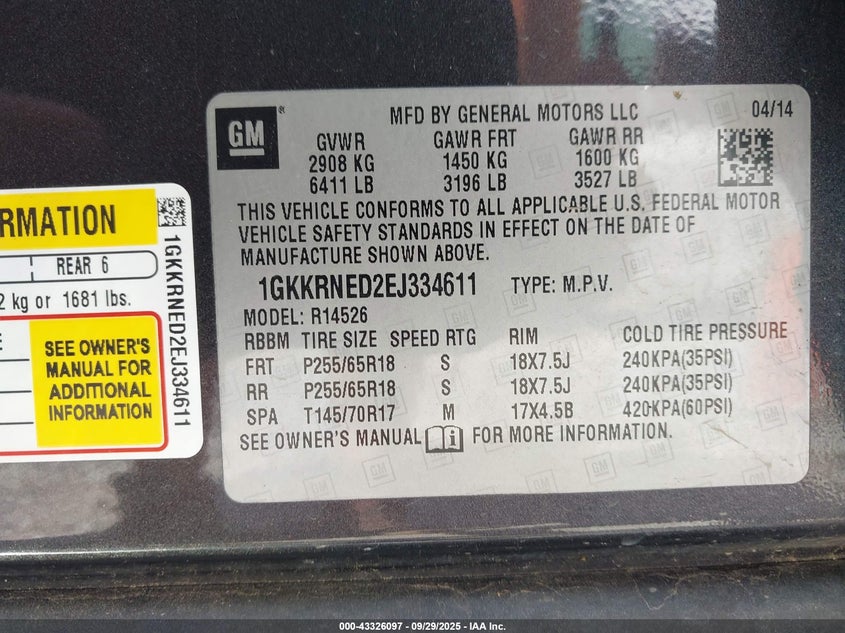 GM
MFD BY GENERAL MOTORS LLC 04/14
GVWR GAWR FRT GAWR RR
2908 KG 1450 KG 1600 KG
6411 LB 3196 LB 3527 LB
THIS VEHICLE CONFORMS TO ALL APPLICABLE U.S. FEDERAL MOTOR
VEHICLE SAFETY STANDARDS IN EFFECT ON THE DATE OF
MANUFACTURE SHOWN ABOVE.
1GKKRNED2EJ334611 TYPE: M.P.V.
MODEL: R14526
RBBM TIRE SIZE SPEED RTG RIM COLD TIRE PRESSURE
FRT P255/65R18 S 18X7.5J 240KPA(35PSI)
RR P255/65R18 S 18X7.5J 240KPA(35PSI)
SPA T145/70R17 M 17X4.5B 420KPA(60PSI)
SEE OWNER'S MANUAL FOR MORE INFORMATION.
RMATION
REAR 6
2 kg or 1681 lbs.
E
SEE OWNER'S
MANUAL FOR
ADDITIONAL
INFORMATION
1GKKRNED2EJ334611
000-43326097 - 09/29/2025 - IAA Inc.